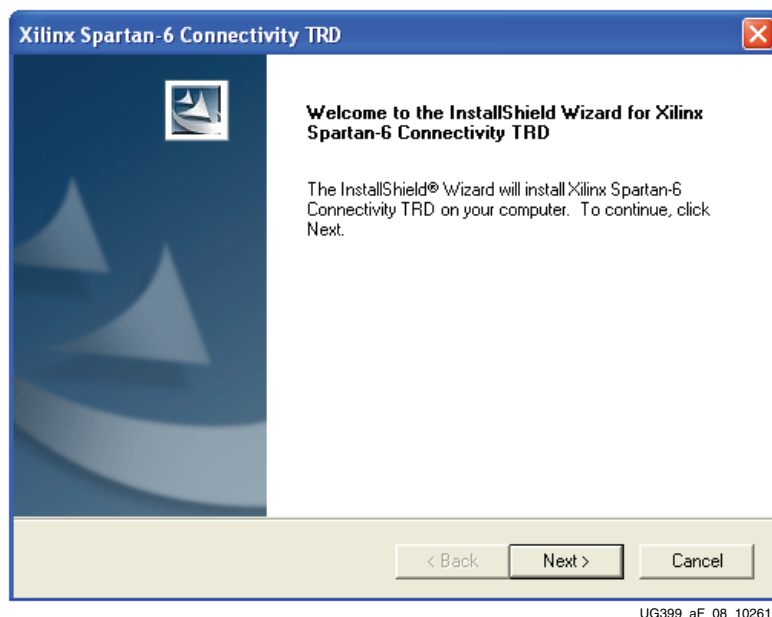 Xilinx Spartan-6 Connectivity TRD
Welcome to the InstallShield Wizard for Xilinx
Spartan-6 Connectivity TRD
The InstallShield® Wizard will install Xilinx Spartan-6
Connectivity TRD on your computer. To continue, click
Next.
< Back
Next >
Cancel
UG399_aF_08_10261